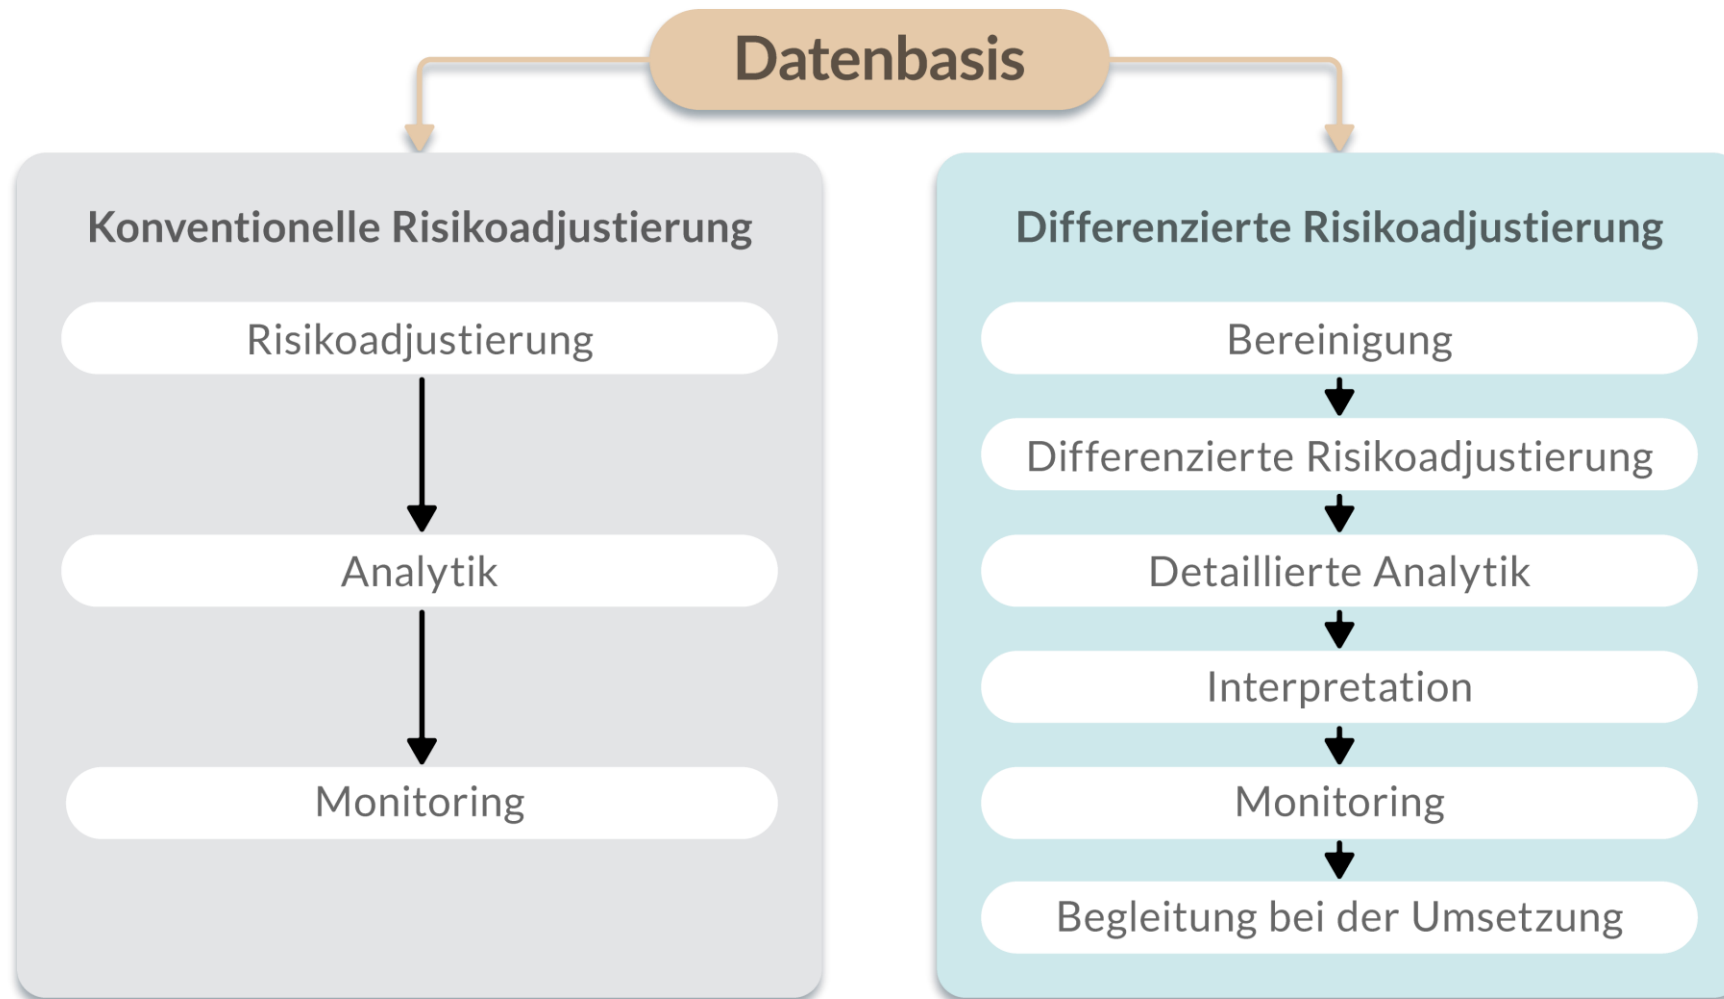 Datenbasis
Konventionelle Risikoadjustierung
Risikoadjustierung
Analytik
Monitoring
Differenzierte Risikoadjustierung
Bereinigung
Differenzierte Risikoadjustierung
Detaillierte Analytik
Interpretation
Monitoring
Begleitung bei der Umsetzung